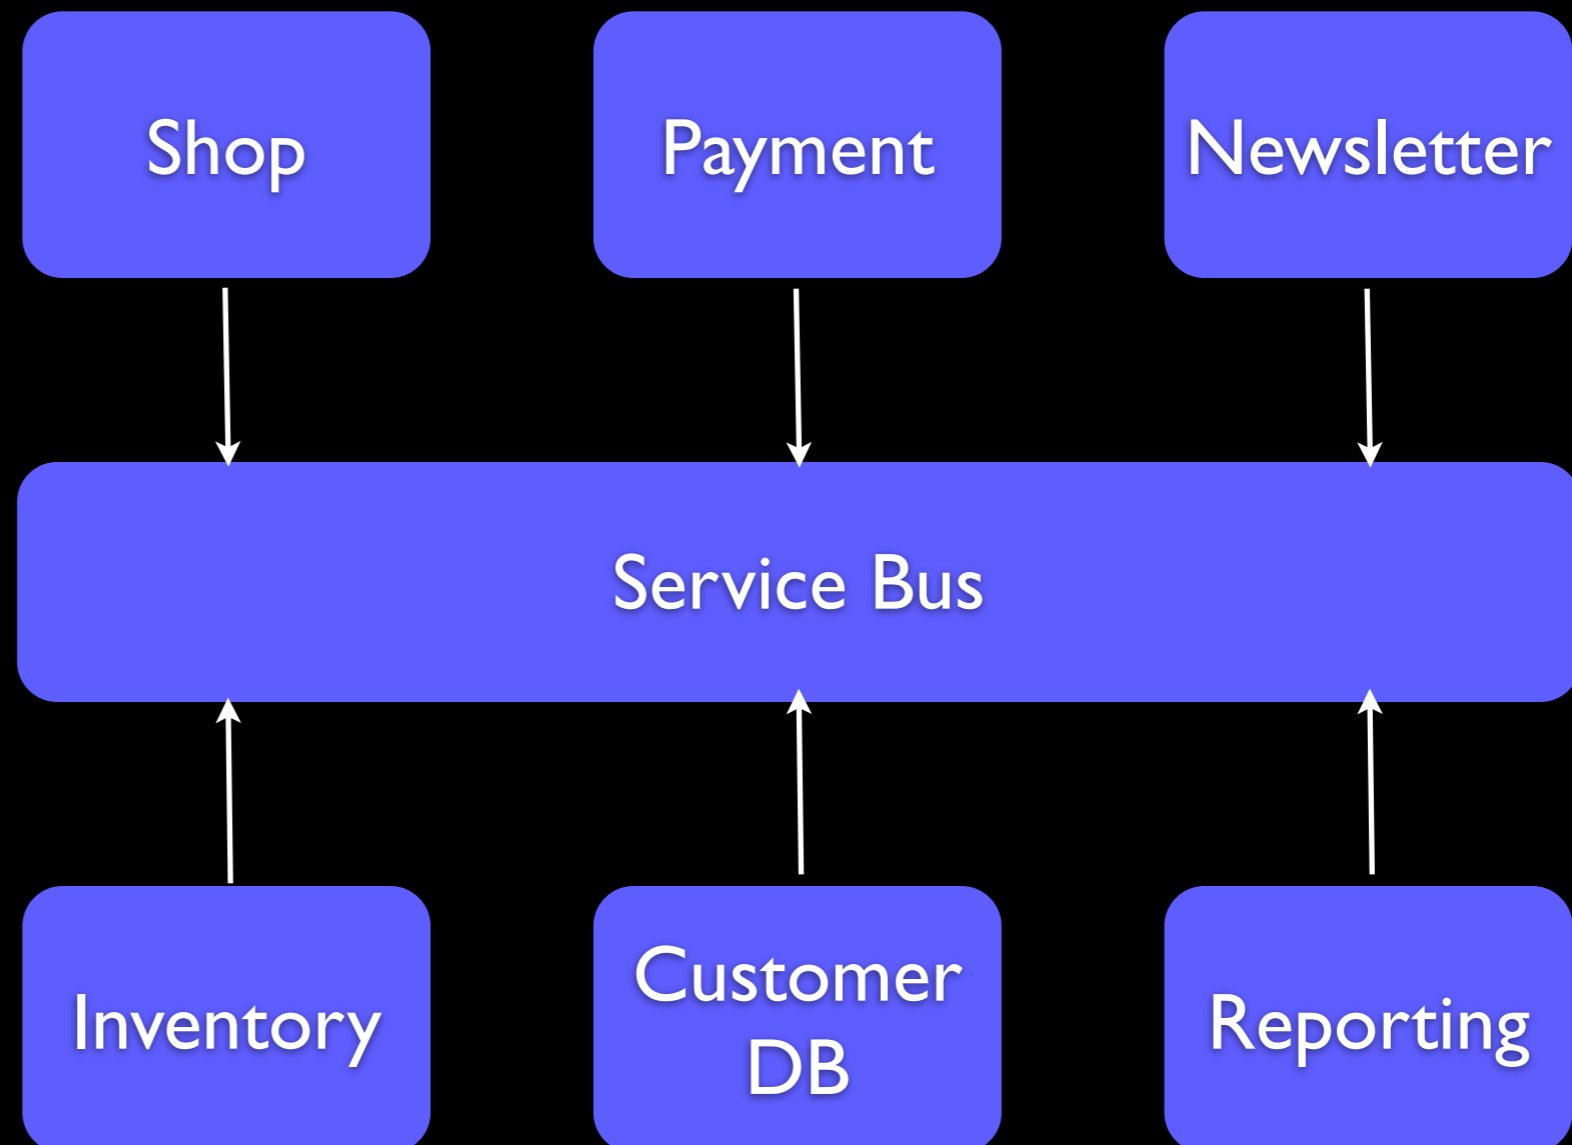 Shop
Payment
Newsletter
Service Bus
Inventory
Customer
DB
Reporting